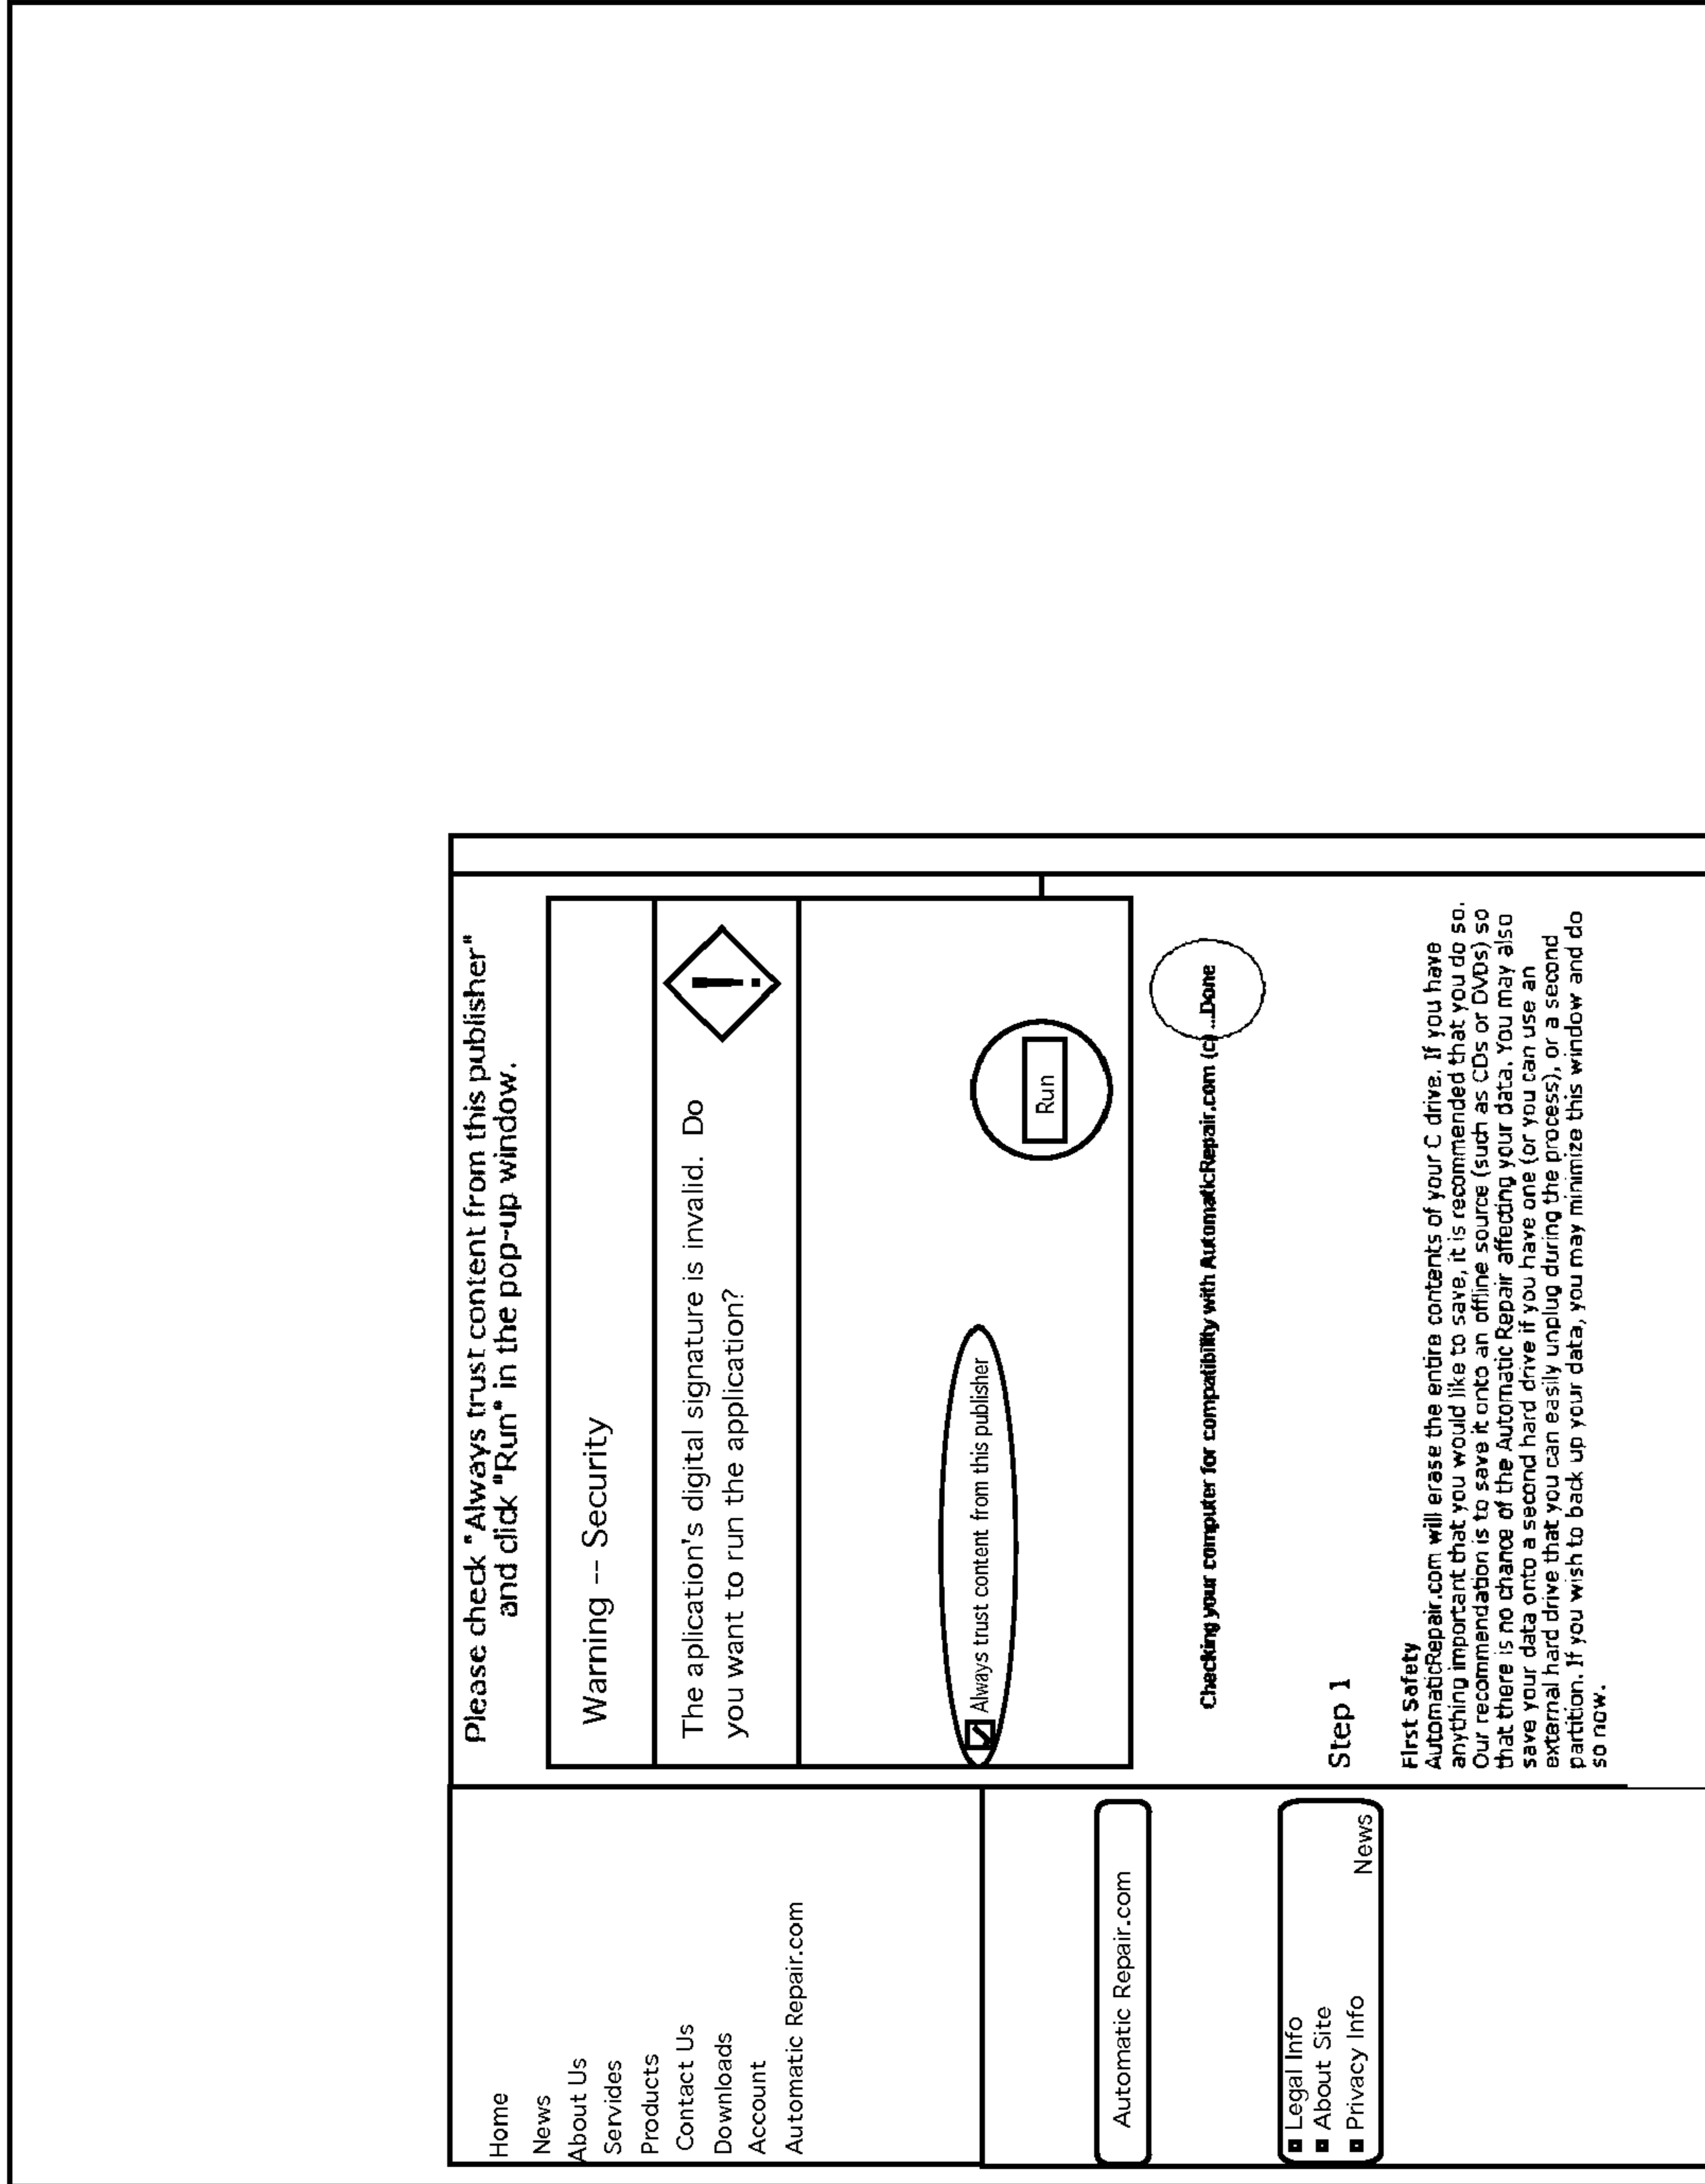 Home
News
About Us
Servides
Products
Contact Us
Downloads
Account
Automatic Repair.com
Automatic Repair.com
Legal Info
About Site
Privacy Info
News
Please check "Always trust content from this publisher"
and click "Run" in the pop-up window.
Warning -- Security
The aplication's digital signature is invalid. Do
you want to run the application?
!
Always trust content from this publisher
Run
Checking your computer for compatibility with AutomaticRepair.com (c) ...Done
Step 1
First Safety
AutomaticRepair.com will erase the entire contents of your C drive. If you have
anything important that you would like to save, it is recommended that you do so.
Our recommendation is to save it onto an offline source (such as CDs or DVDs) so
that there is no chance of the Automatic Repair affecting your data. You may also
save your data onto a second hard drive if you have one (or you can use an
external hard drive that you can easily unplug during the process), or a second
partition. If you wish to back up your data, you may minimize this window and do
so now.